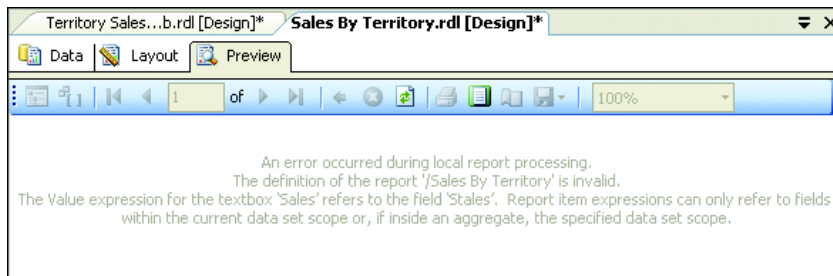 Territory Sales...b.rdl [Design]* Sales By Territory.rdl [Design]*
Data Layout Preview
1 of 100%
An error occurred during local report processing.
The definition of the report '/Sales By Territory' is invalid.
The Value expression for the textbox 'Sales' refers to the field 'Stales'. Report item expressions can only refer to fields
within the current data set scope or, if inside an aggregate, the specified data set scope.